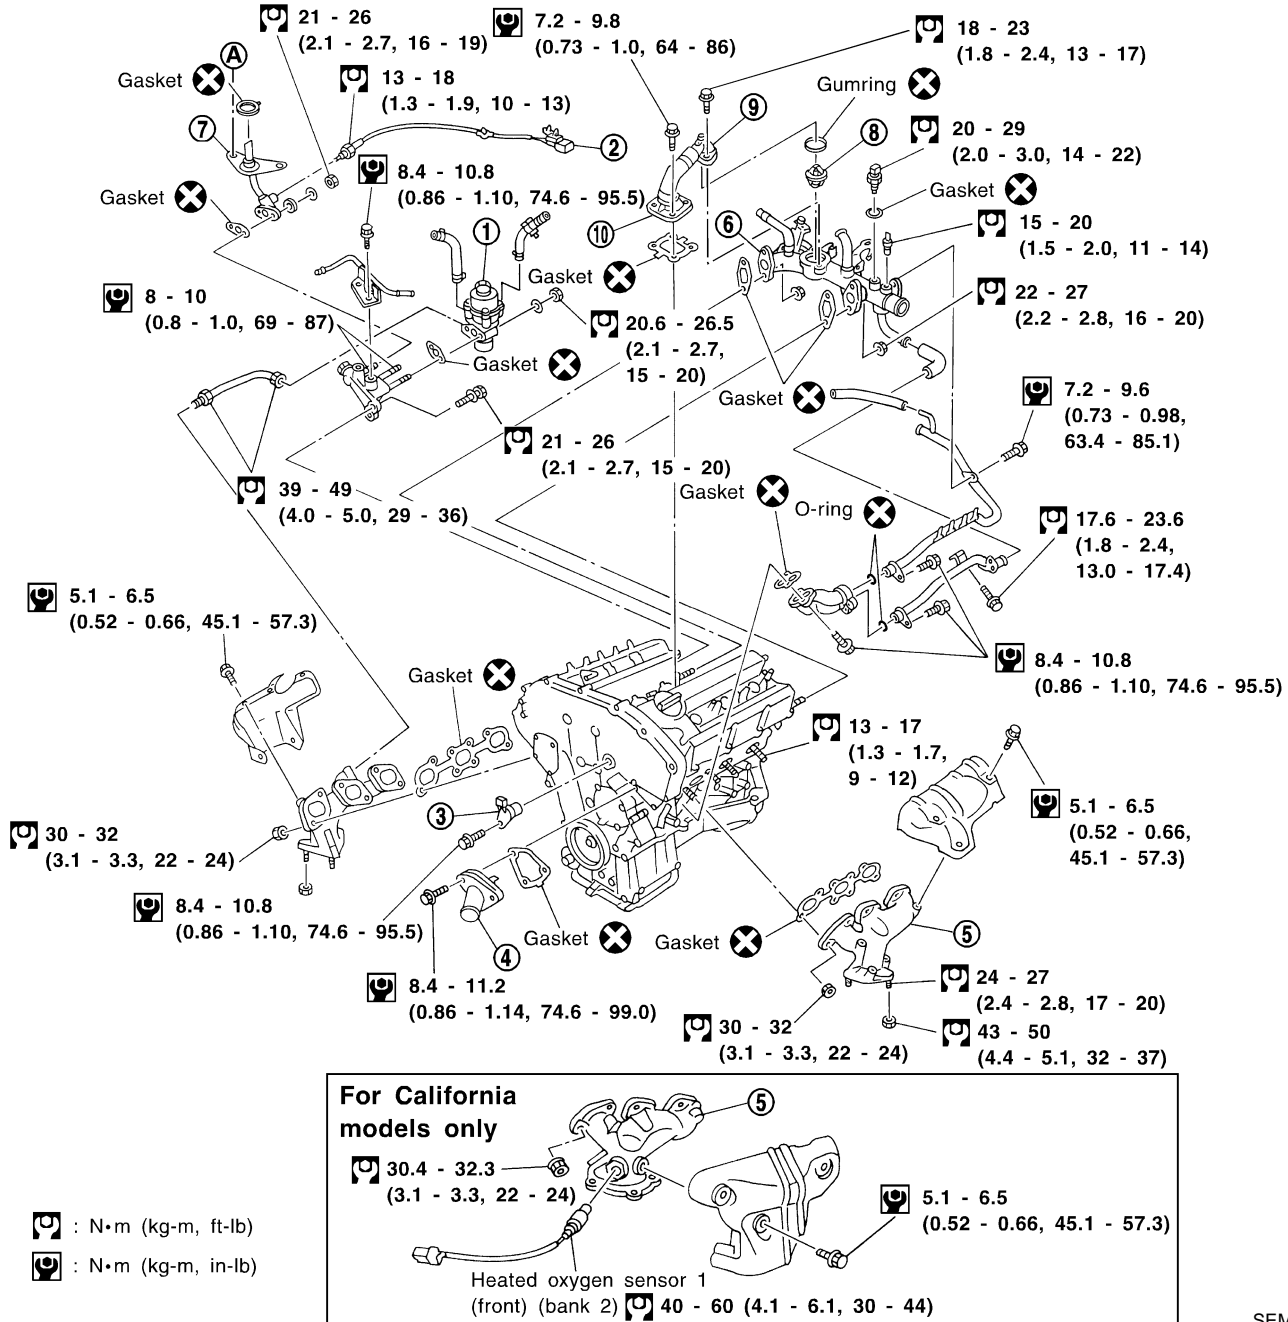 21 - 26
(2.1 - 2.7, 16 - 19)
7.2 - 9.8
(0.73 - 1.0, 64 - 86)
18 - 23
(1.8 - 2.4, 13 - 17)
A
Gasket
13 - 18
(1.3 - 1.9, 10 - 13)
Gumring
9
7
2
8
20 - 29
(2.0 - 3.0, 14 - 22)
8.4 - 10.8
(0.86 - 1.10, 74.6 - 95.5)
Gasket
Gasket
1
10
6
15 - 20
(1.5 - 2.0, 11 - 14)
Gasket
8 - 10
(0.8 - 1.0, 69 - 87)
22 - 27
(2.2 - 2.8, 16 - 20)
20.6 - 26.5
(2.1 - 2.7,
15 - 20)
Gasket
Gasket
7.2 - 9.6
(0.73 - 0.98,
63.4 - 85.1)
21 - 26
(2.1 - 2.7, 15 - 20)
39 - 49
(4.0 - 5.0, 29 - 36)
Gasket
O-ring
17.6 - 23.6
(1.8 - 2.4,
13.0 - 17.4)
5.1 - 6.5
(0.52 - 0.66, 45.1 - 57.3)
8.4 - 10.8
(0.86 - 1.10, 74.6 - 95.5)
Gasket
13 - 17
(1.3 - 1.7,
9 - 12)
3
5.1 - 6.5
(0.52 - 0.66,
45.1 - 57.3)
30 - 32
(3.1 - 3.3, 22 - 24)
8.4 - 10.8
(0.86 - 1.10, 74.6 - 95.5)
4
Gasket
Gasket
5
8.4 - 11.2
(0.86 - 1.14, 74.6 - 99.0)
24 - 27
(2.4 - 2.8, 17 - 20)
30 - 32
(3.1 - 3.3, 22 - 24)
43 - 50
(4.4 - 5.1, 32 - 37)
For California
models only
5
30.4 - 32.3
(3.1 - 3.3, 22 - 24)
5.1 - 6.5
(0.52 - 0.66, 45.1 - 57.3)
Heated oxygen sensor 1
(front) (bank 2) 40 - 60 (4.1 - 6.1, 30 - 44)
: N•m (kg-m, ft-lb)
: N•m (kg-m, in-lb)